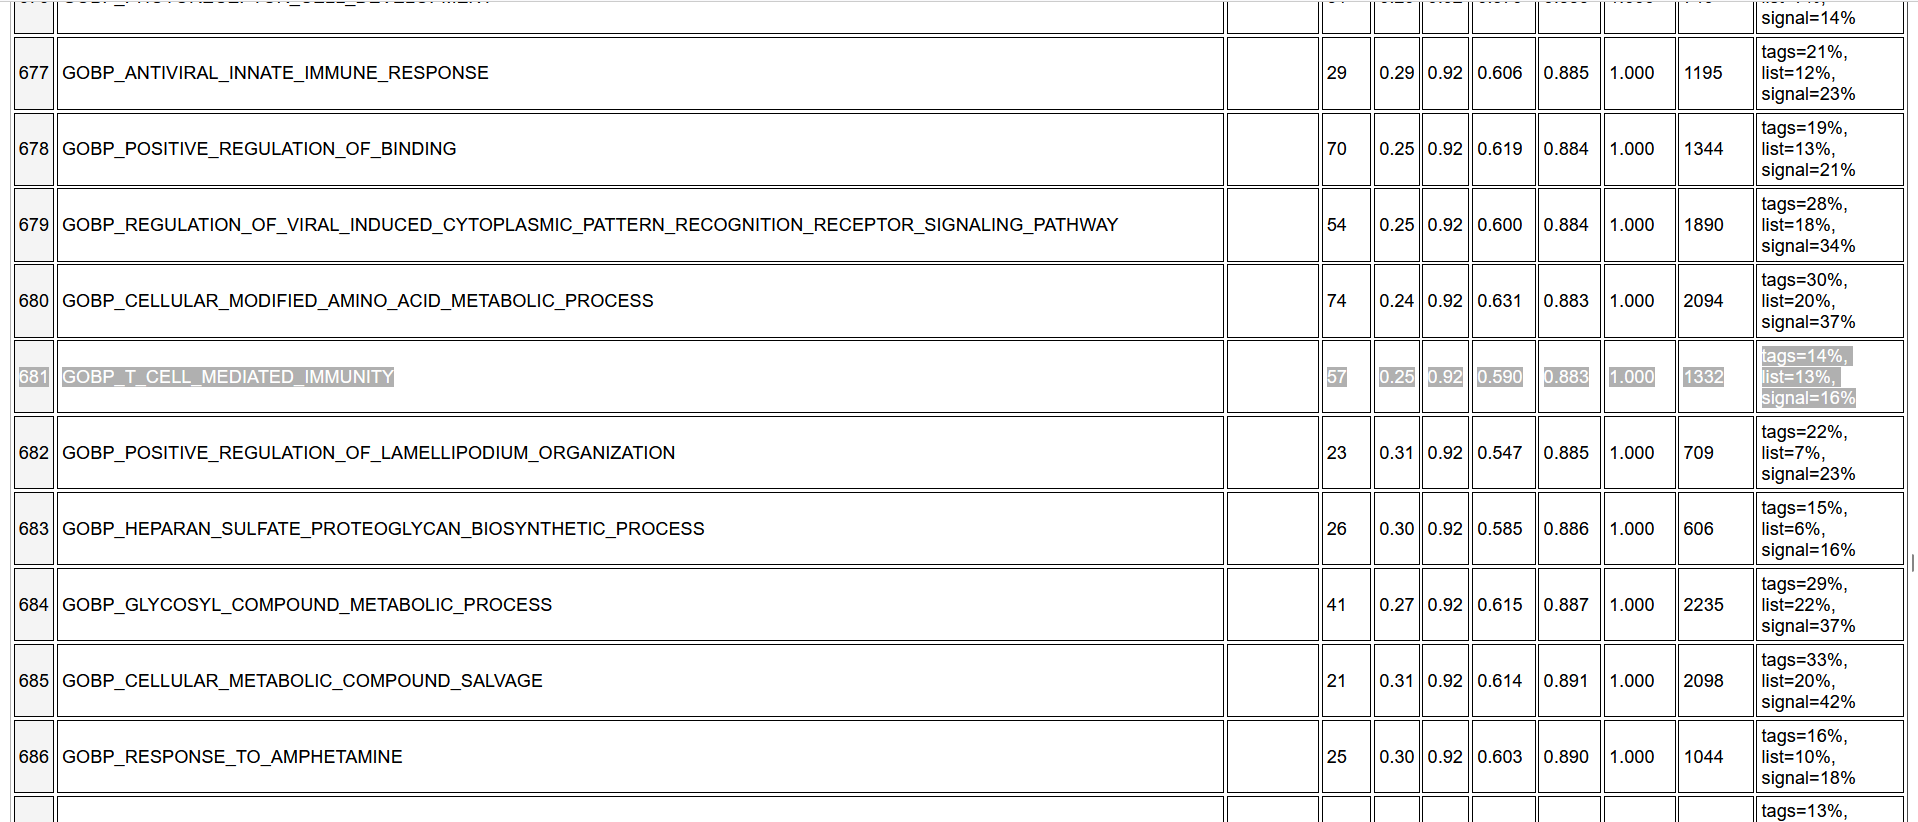 signal=14%
677 GOBP_ANTIVIRAL_INNATE_IMMUNE_RESPONSE 29 0.29 0.92 0.606 0.885 1.000 1195 tags=21%,
list=12%,
signal=23%
678 GOBP_POSITIVE_REGULATION_OF_BINDING 70 0.25 0.92 0.619 0.884 1.000 1344 tags=19%,
list=13%,
signal=21%
679 GOBP_REGULATION_OF_VIRAL_INDUCED_CYTOPLASMIC_PATTERN_RECOGNITION_RECEPTOR_SIGNALING_PATHWAY 54 0.25 0.92 0.600 0.884 1.000 1890 tags=28%,
list=18%,
signal=34%
680 GOBP_CELLULAR_MODIFIED_AMINO_ACID_METABOLIC_PROCESS 74 0.24 0.92 0.631 0.883 1.000 2094 tags=30%,
list=20%,
signal=37%
681 GOBP_T_CELL_MEDIATED_IMMUNITY 57 0.25 0.92 0.590 0.883 1.000 1332 tags=14%,
list=13%,
signal=16%
682 GOBP_POSITIVE_REGULATION_OF_LAMELLIPODIUM_ORGANIZATION 23 0.31 0.92 0.547 0.885 1.000 709 tags=22%,
list=7%,
signal=23%
683 GOBP_HEPARAN_SULFATE_PROTEOGLYCAN_BIOSYNTHETIC_PROCESS 26 0.30 0.92 0.585 0.886 1.000 606 tags=15%,
list=6%,
signal=16%
684 GOBP_GLYCOSYL_COMPOUND_METABOLIC_PROCESS 41 0.27 0.92 0.615 0.887 1.000 2235 tags=29%,
list=22%,
signal=37%
685 GOBP_CELLULAR_METABOLIC_COMPOUND_SALVAGE 21 0.31 0.92 0.614 0.891 1.000 2098 tags=33%,
list=20%,
signal=42%
686 GOBP_RESPONSE_TO_AMPHETAMINE 25 0.30 0.92 0.603 0.890 1.000 1044 tags=16%,
list=10%,
signal=18%
tags=13%,